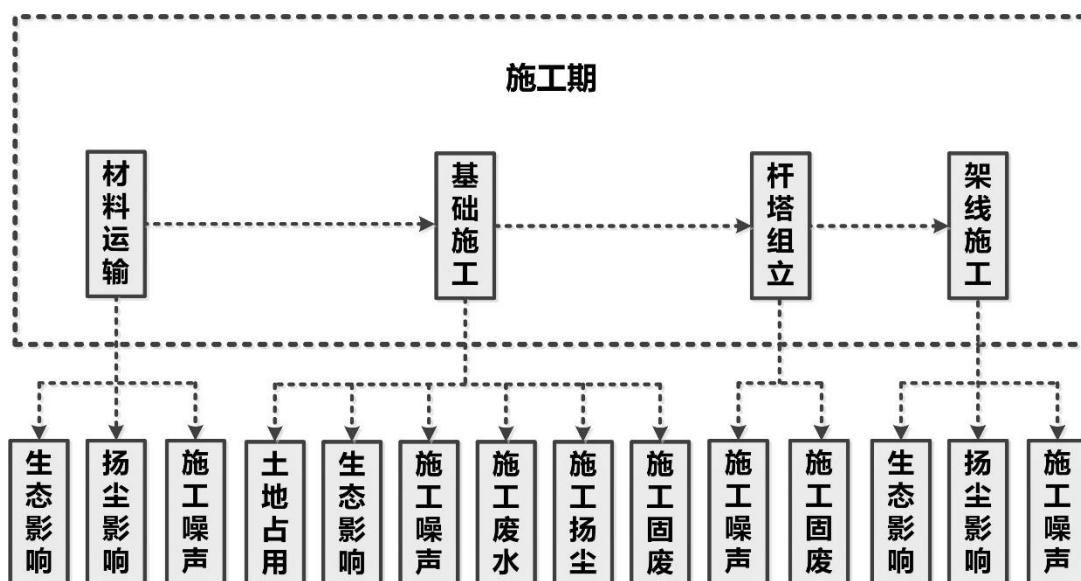 施工期
材料运输
基础施工
杆塔组立
架线施工
生态影响
扬尘影响
施工噪声
土地占用
生态影响
施工噪声
施工废水
施工扬尘
施工固废
施工噪声
施工固废
生态影响
扬尘影响
施工噪声